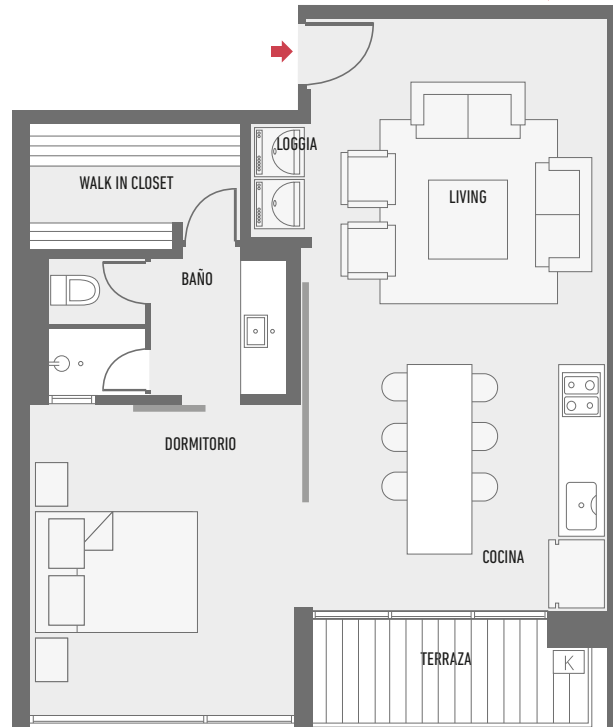 LOGGIA
WALK IN CLOSET
LIVING
BAÑO
DORMITORIO
COCINA
TERRAZA
K